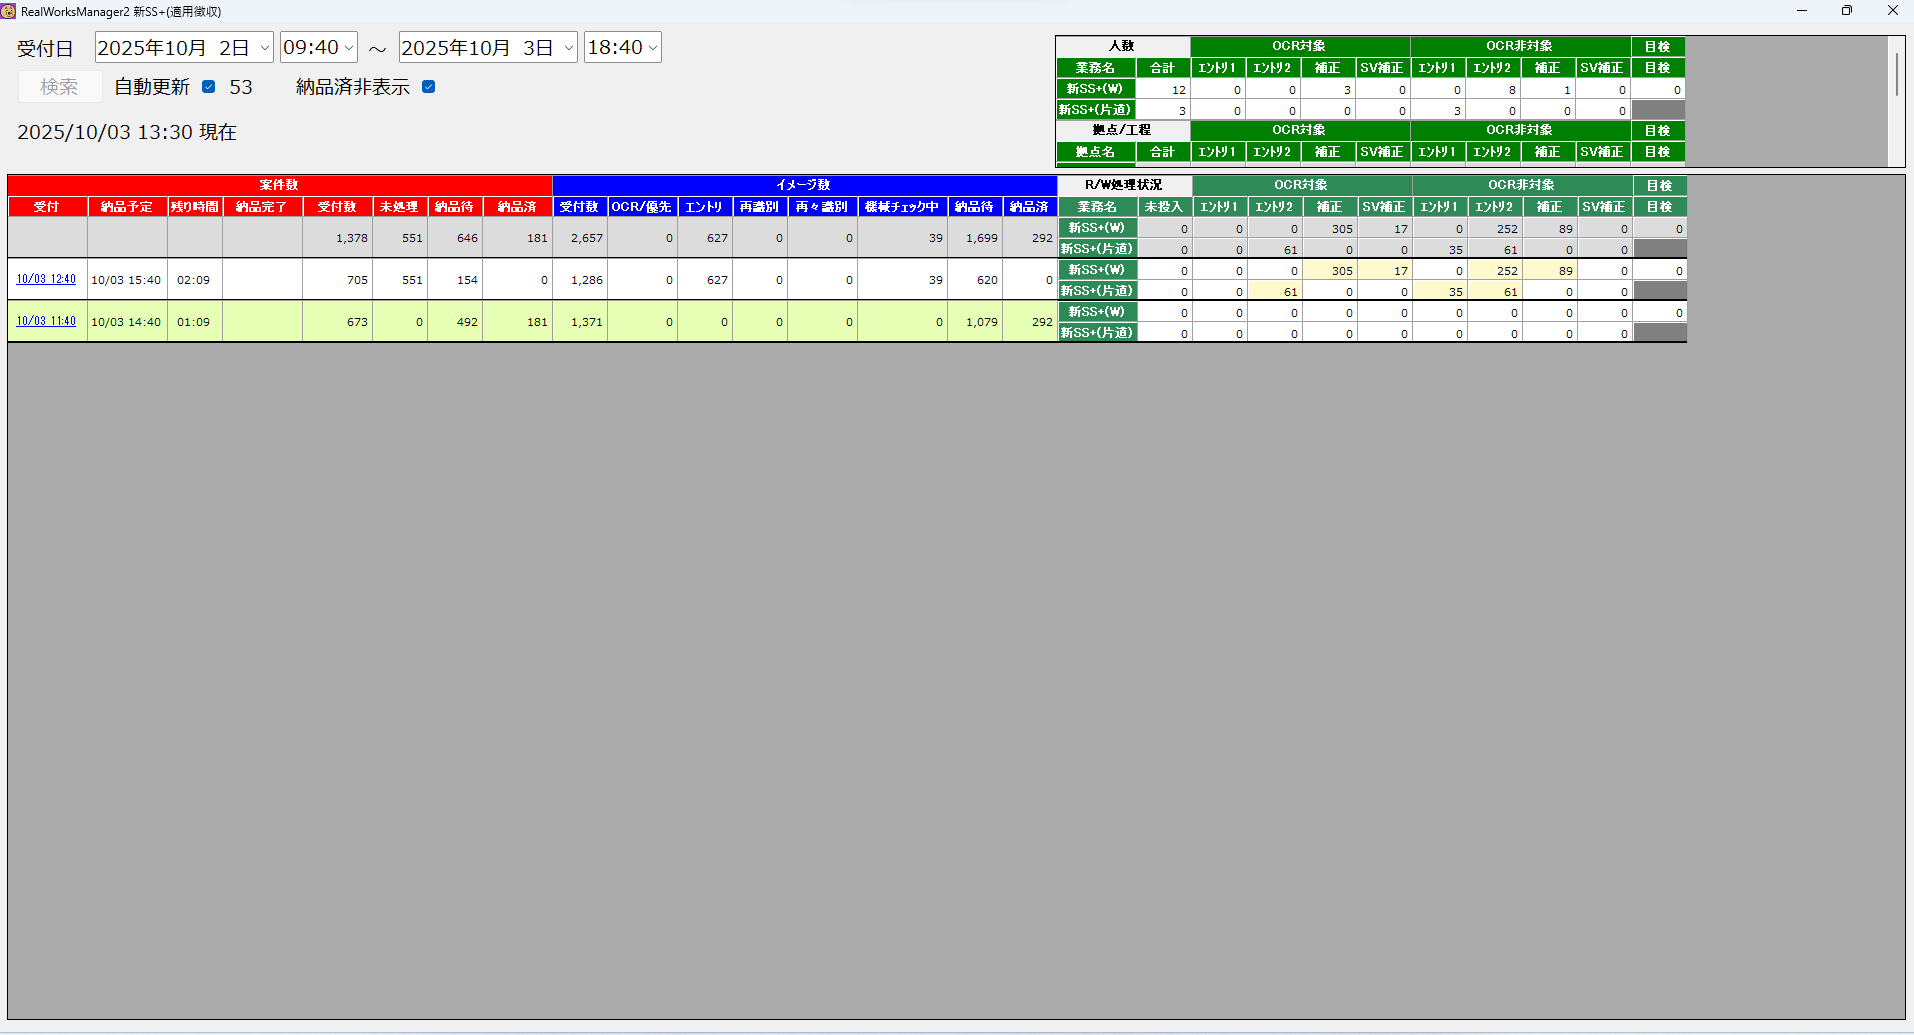 RealWorksManager2 新SS+(適用徴収)
受付日 2025年10月 2日 09:40 ～ 2025年10月 3日 18:40
検索 自動更新 53 納品済非表示
2025/10/03 13:30 現在
人数 OCR対象 OCR非対象 目検
業務名 合計 ｴﾝﾄﾘ1 ｴﾝﾄﾘ2 補正 SV補正 ｴﾝﾄﾘ1 ｴﾝﾄﾘ2 補正 SV補正 目検
新SS+(W) 12 0 0 3 0 0 8 1 0 0
新SS+(片道) 3 0 0 0 0 3 0 0 0
拠点/工程 OCR対象 OCR非対象 目検
拠点名 合計 ｴﾝﾄﾘ1 ｴﾝﾄﾘ2 補正 SV補正 ｴﾝﾄﾘ1 ｴﾝﾄﾘ2 補正 SV補正 目検
案件数 イメージ数 R/W処理状況 OCR対象 OCR非対象 目検
受付 納品予定 残り時間 納品完了 受付数 未処理 納品待 納品済 受付数 OCR/優先 エントリ 再識別 再々識別 機械チェック中 納品待 納品済 業務名 未投入 ｴﾝﾄﾘ1 ｴﾝﾄﾘ2 補正 SV補正 ｴﾝﾄﾘ1 ｴﾝﾄﾘ2 補正 SV補正 目検
1,378 551 646 181 2,657 0 627 0 0 39 1,699 292
新SS+(W) 0 0 0 305 17 0 252 89 0 0
新SS+(片道) 0 0 61 0 0 35 61 0 0
10/03 12:40 10/03 15:40 02:09 705 551 154 0 1,286 0 627 0 0 39 620 0
新SS+(W) 0 0 0 305 17 0 252 89 0 0
新SS+(片道) 0 0 61 0 0 35 61 0 0
10/03 11:40 10/03 14:40 01:09 673 0 492 181 1,371 0 0 0 0 0 1,079 292
新SS+(W) 0 0 0 0 0 0 0 0 0 0
新SS+(片道) 0 0 0 0 0 0 0 0 0